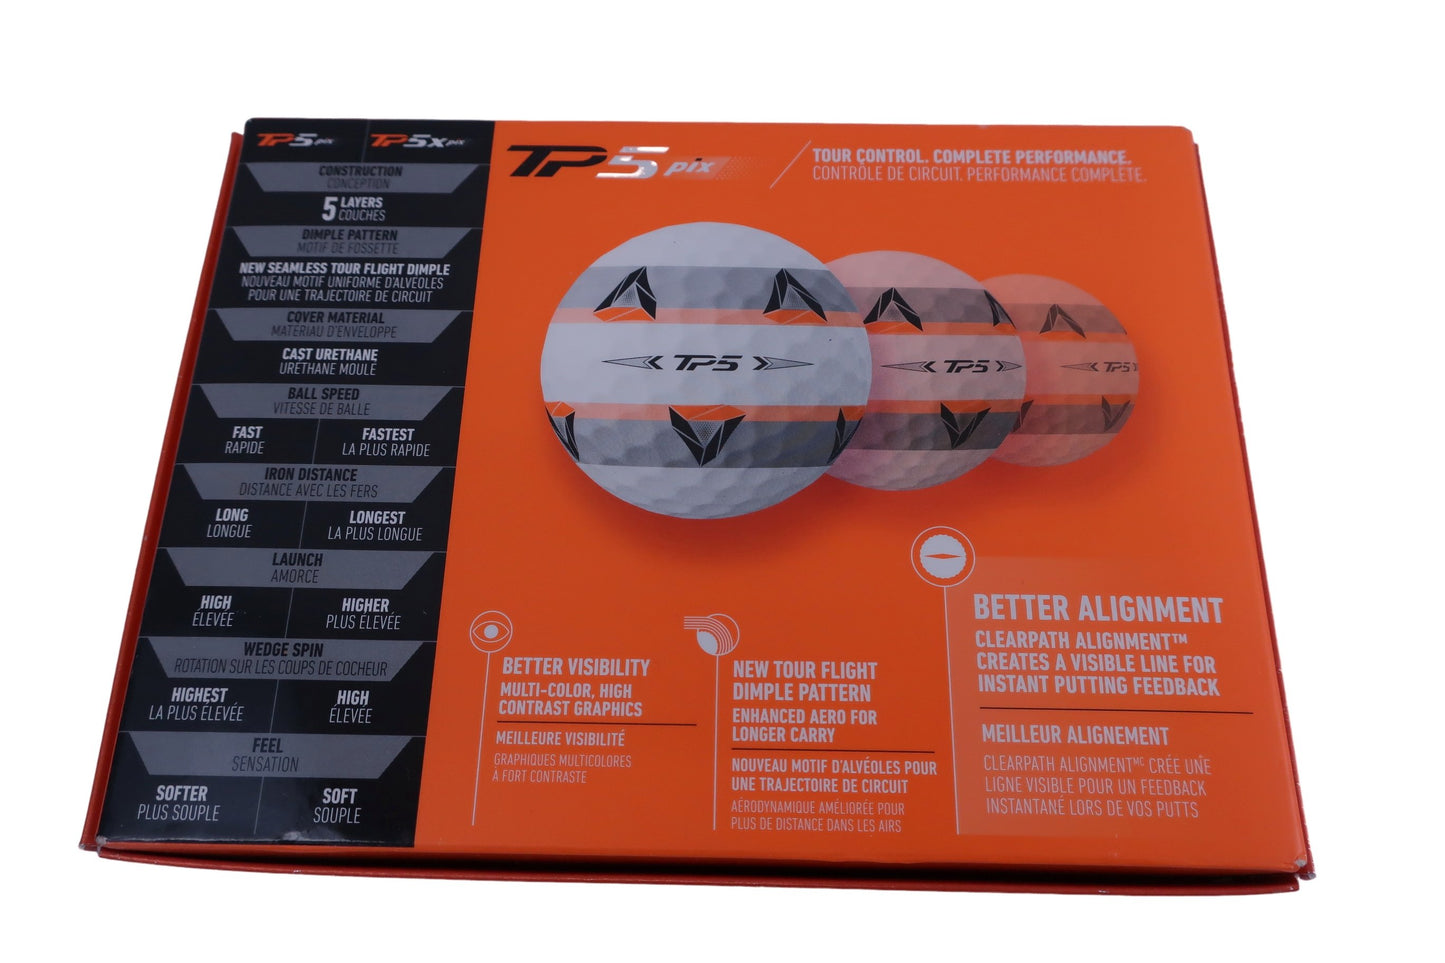 TP5 pix TP5x pix
CONSTRUCTION
CONCEPTION
5 LAYERS
COUCHES
DIMPLE PATTERN
MOTIF DE FOSSETTE
NEW SEAMLESS TOUR FLIGHT DIMPLE
NOUVEAU MOTIF UNIFORME D'ALVÉOLES
POUR UNE TRAJECTOIRE DE CIRCUIT
COVER MATERIAL
MATÉRIAU D'ENVELOPPE
CAST URETHANE
URÉTHANE MOULÉ
BALL SPEED
VITESSE DE BALLE
FAST FASTEST
RAPIDE LA PLUS RAPIDE
IRON DISTANCE
DISTANCE AVEC LES FERS
LONG LONGEST
LONGUE LA PLUS LONGUE
LAUNCH
AMORCE
HIGH HIGHER
ÉLEVÉE PLUS ÉLEVÉE
WEDGE SPIN
ROTATION SUR LES COUPS DE COCHEUR
HIGHEST HIGH
LA PLUS ÉLEVÉE ÉLEVÉE
FEEL
SENSATION
SOFTER SOFT
PLUS SOUPLE SOUPLE
TP5 pix
TOUR CONTROL. COMPLETE PERFORMANCE.
CONTRÔLE DE CIRCUIT. PERFORMANCE COMPLÈTE.
TP5 TP5 TP5
BETTER VISIBILITY
MULTI-COLOR, HIGH
CONTRAST GRAPHICS
MEILLEURE VISIBILITÉ
GRAPHIQUES MULTICOLORES
À FORT CONTRASTE
NEW TOUR FLIGHT
DIMPLE PATTERN
ENHANCED AERO FOR
LONGER CARRY
NOUVEAU MOTIF D'ALVÉOLES POUR
UNE TRAJECTOIRE DE CIRCUIT
AÉRODYNAMIQUE AMÉLIORÉE POUR
PLUS DE DISTANCE DANS LES AIRS
BETTER ALIGNMENT
CLEARPATH ALIGNMENT™
CREATES A VISIBLE LINE FOR
INSTANT PUTTING FEEDBACK
MEILLEUR ALIGNEMENT
CLEARPATH ALIGNMENTᴹᶜ CRÉE UNE
LIGNE VISIBLE POUR UN FEEDBACK
INSTANTANÉ LORS DE VOS PUTTS